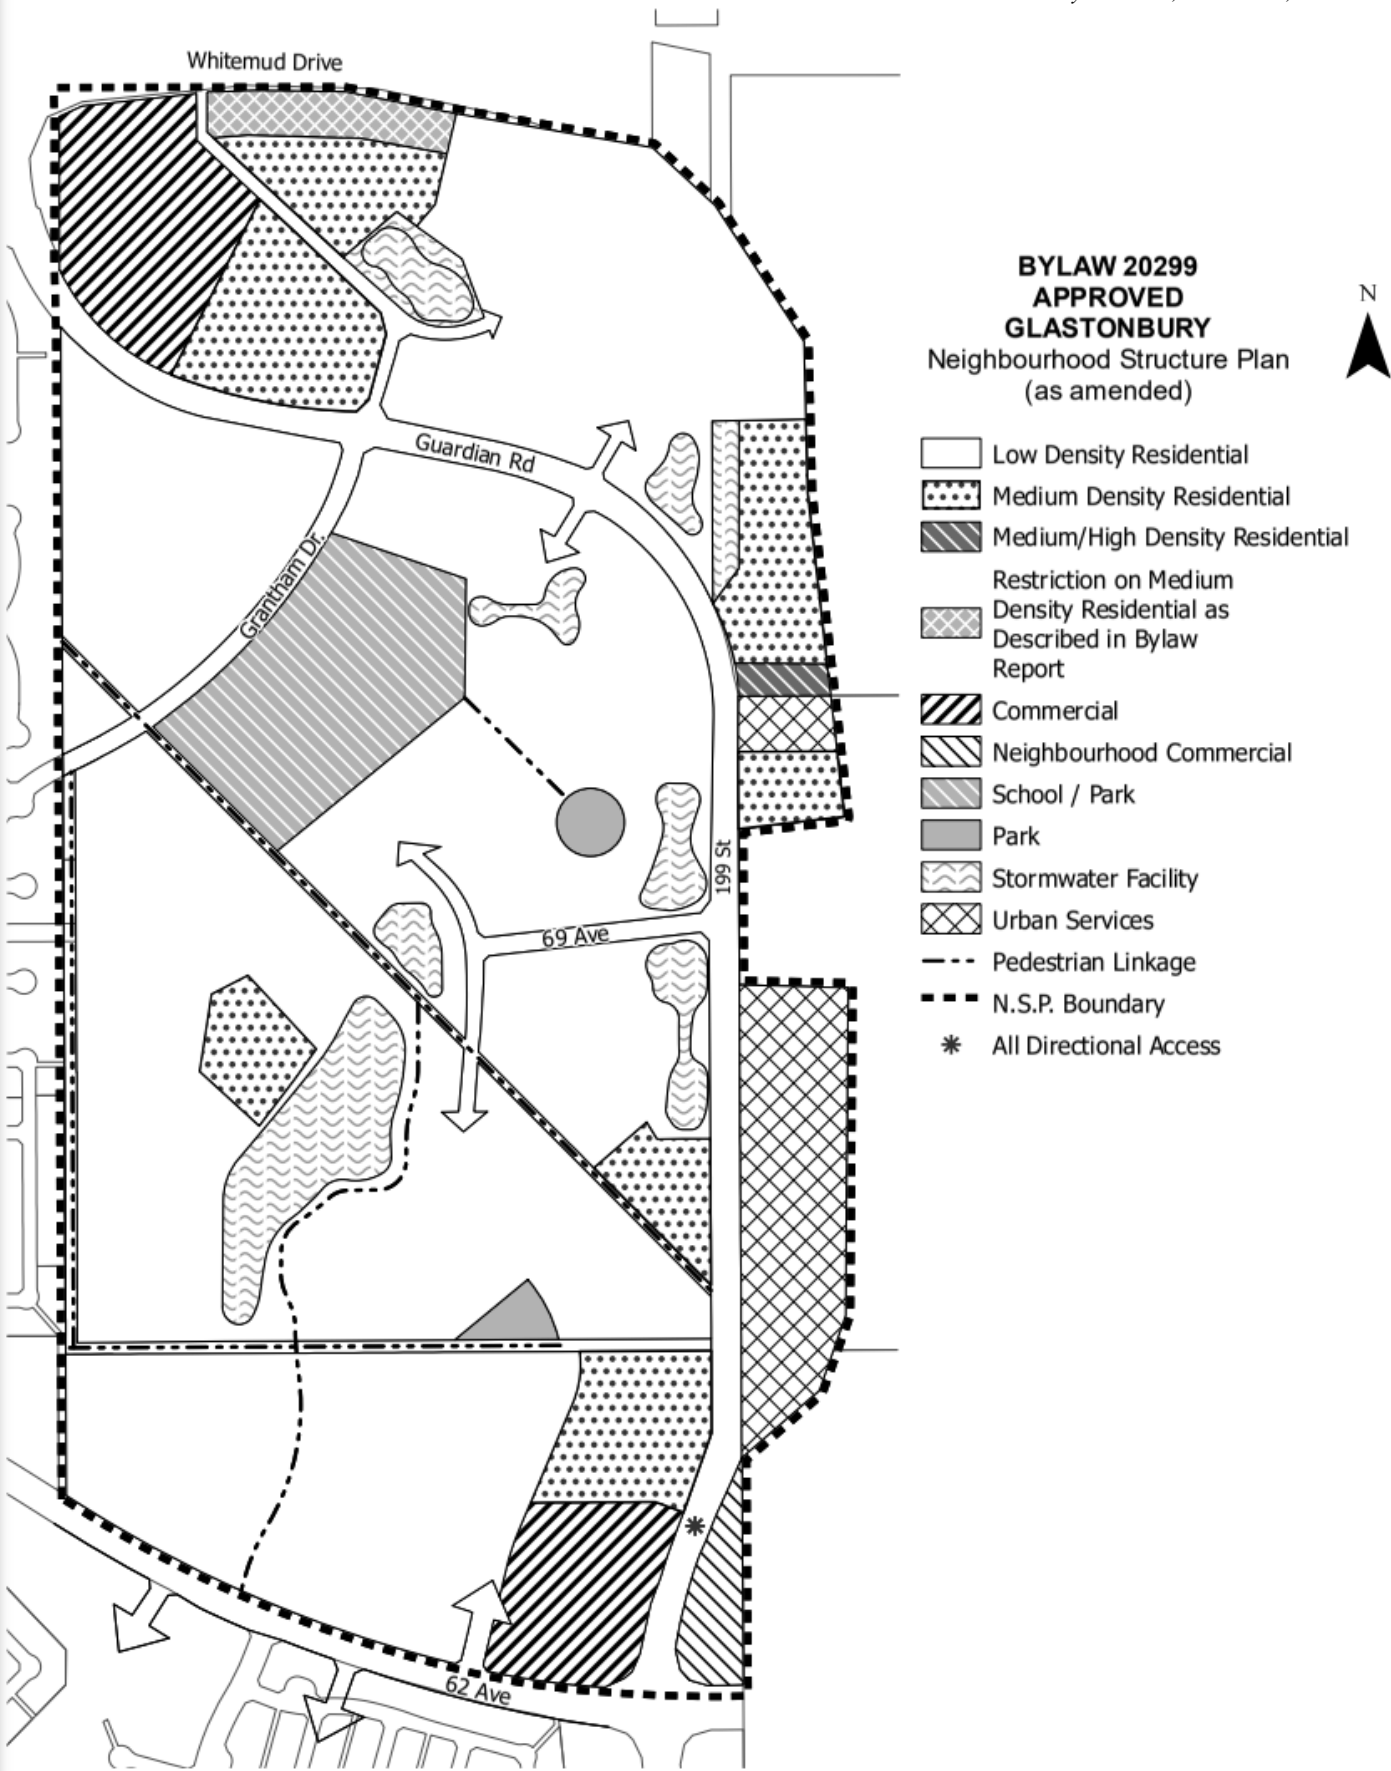 Whitemud Drive
BYLAW 20299
APPROVED
GLASTONBURY
Neighbourhood Structure Plan
(as amended)
N
Low Density Residential
Medium Density Residential
Medium/High Density Residential
Restriction on Medium
Density Residential as
Described in Bylaw
Report
Commercial
Neighbourhood Commercial
School / Park
Park
Stormwater Facility
Urban Services
Pedestrian Linkage
N.S.P. Boundary
All Directional Access
Guardian Rd
Grantham Dr.
199 St
69 Ave
62 Ave